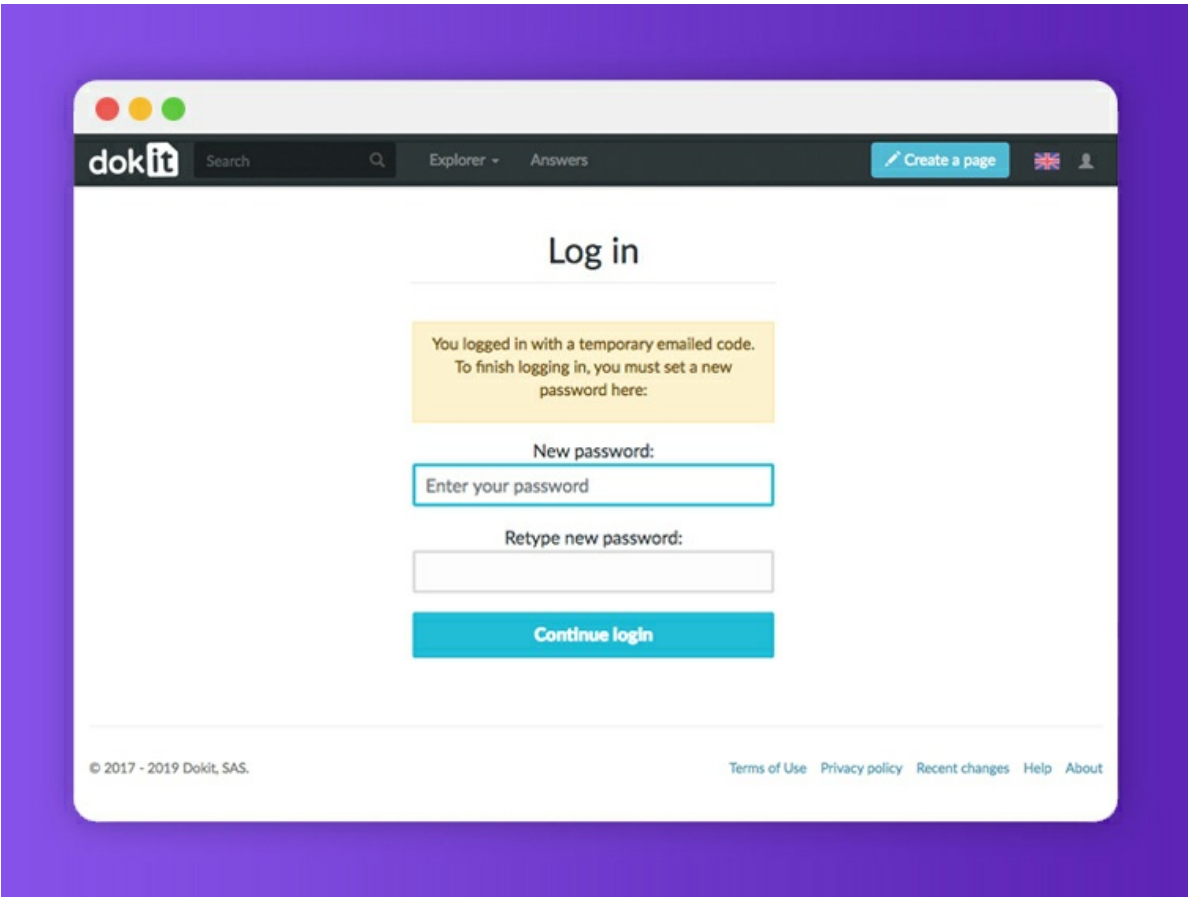 dokit
Search
Explorer
Answers
Create a page
Log in
You logged in with a temporary emailed code.
To finish logging in, you must set a new
password here:
New password:
Enter your password
Retype new password:
Continue login
© 2017 - 2019 Dokit, SAS.
Terms of Use Privacy policy Recent changes Help About